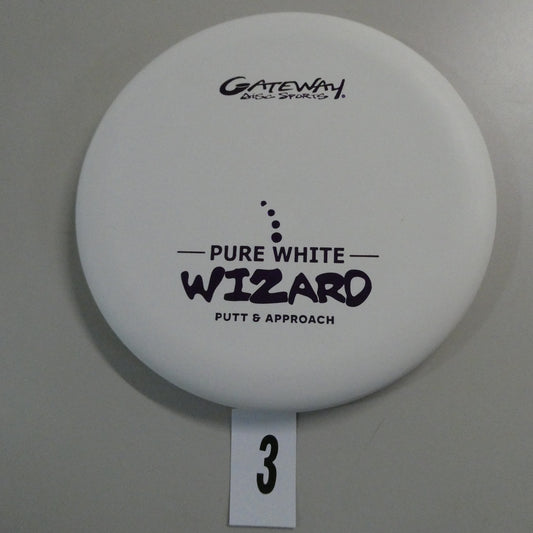 GATEWAY
DISC SPORTS
PURE WHITE
WIZARD
PUTT & APPROACH
3